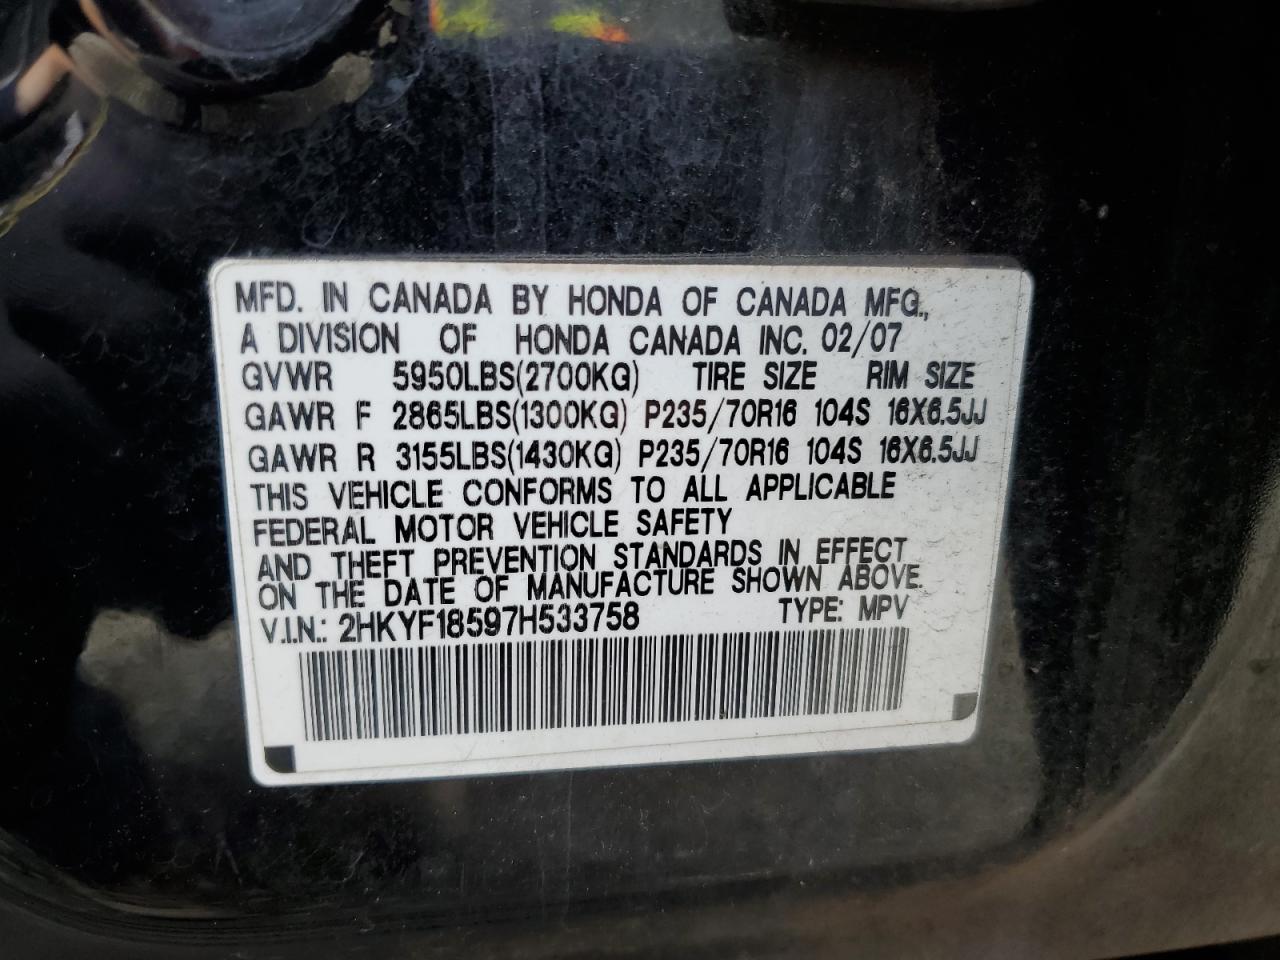 MFD. IN CANADA BY HONDA OF CANADA MFG.,
A DIVISION OF HONDA CANADA INC. 02/07
GVWR 5950LBS(2700KG) TIRE SIZE RIM SIZE
GAWR F 2865LBS(1300KG) P235/70R16 104S 16X6.5JJ
GAWR R 3155LBS(1430KG) P235/70R16 104S 16X6.5JJ
THIS VEHICLE CONFORMS TO ALL APPLICABLE
FEDERAL MOTOR VEHICLE SAFETY
AND THEFT PREVENTION STANDARDS IN EFFECT
ON THE DATE OF MANUFACTURE SHOWN ABOVE.
V.I.N.: 2HKYF18597H533758 TYPE: MPV